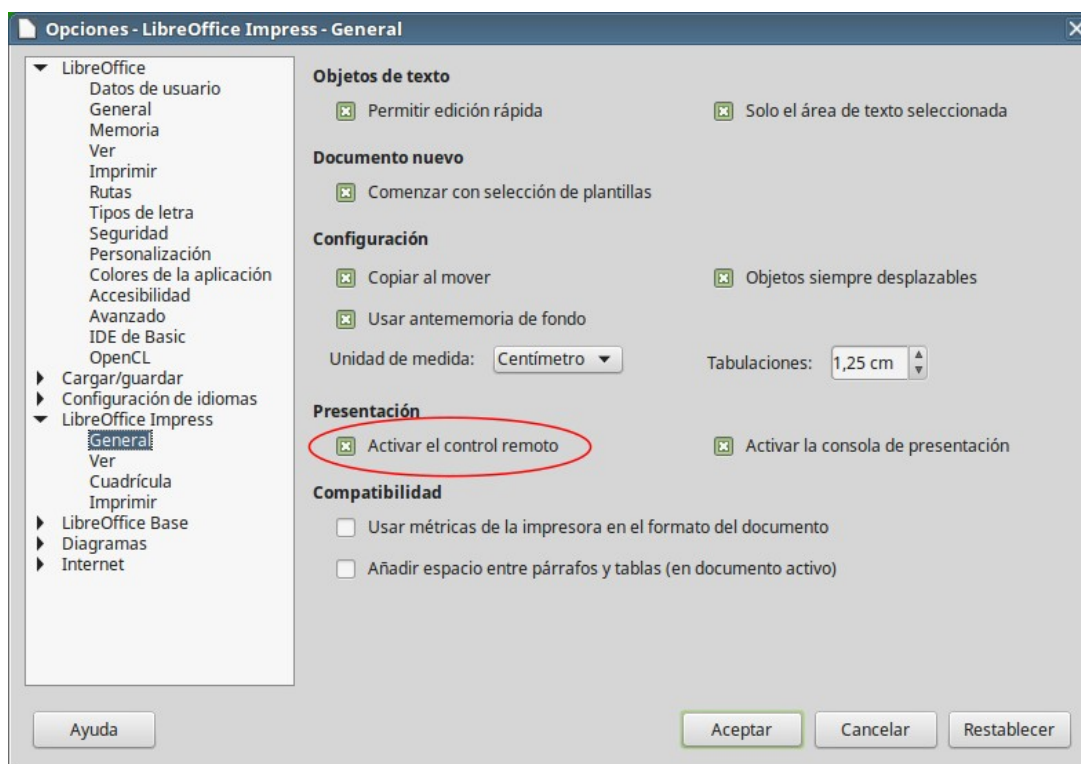 Opciones - LibreOffice Impress - General
LibreOffice
Datos de usuario
General
Memoria
Ver
Imprimir
Rutas
Tipos de letra
Seguridad
Personalización
Colores de la aplicación
Accesibilidad
Avanzado
IDE de Basic
OpenCL
Cargar/guardar
Configuración de idiomas
LibreOffice Impress
General
Ver
Cuadrícula
Imprimir
LibreOffice Base
Diagramas
Internet
Objetos de texto
Permitir edición rápida
Solo el área de texto seleccionada
Documento nuevo
Comenzar con selección de plantillas
Configuración
Copiar al mover
Objetos siempre desplazables
Usar antememoria de fondo
Unidad de medida: Centímetro
Tabulaciones: 1,25 cm
Presentación
Activar el control remoto
Activar la consola de presentación
Compatibilidad
Usar métricas de la impresora en el formato del documento
Añadir espacio entre párrafos y tablas (en documento activo)
Ayuda
Aceptar
Cancelar
Restablecer